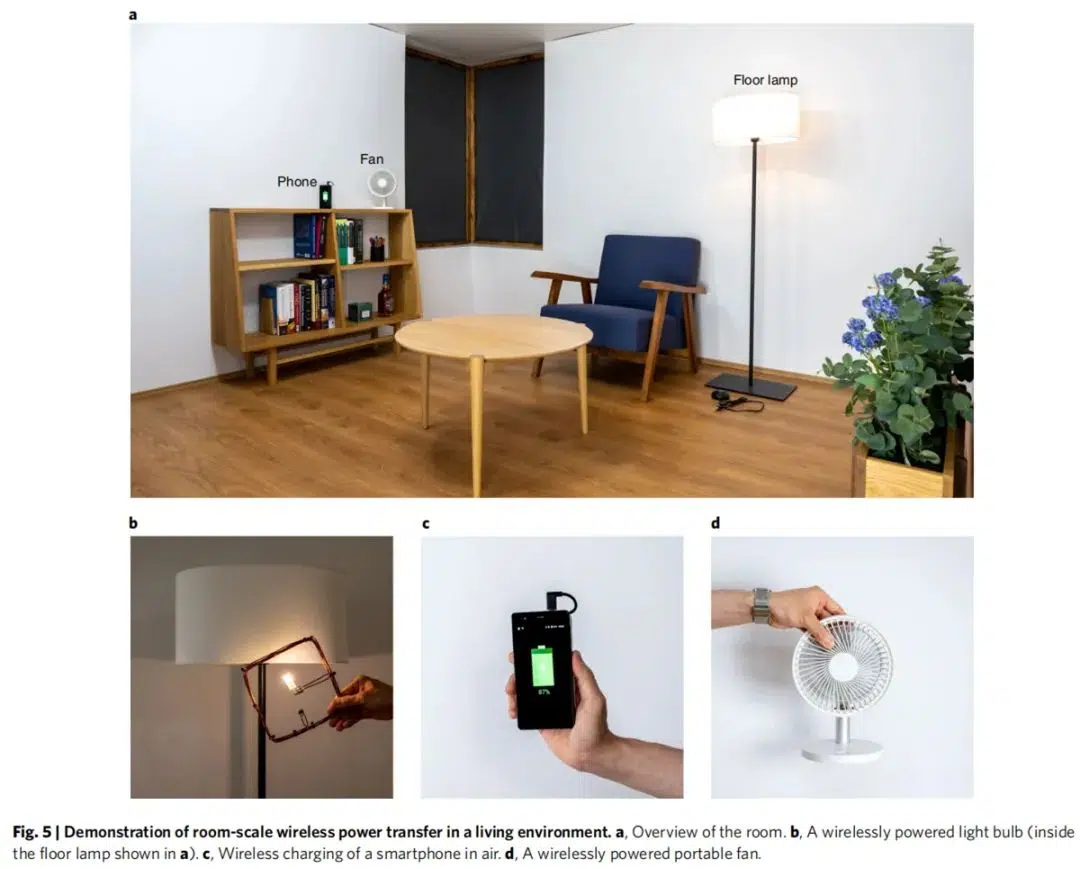 a
Floor lamp
Fan
Phone
b
c
d
87%
Fig. 5 | Demonstration of room-scale wireless power transfer in a living environment. a, Overview of the room. b, A wirelessly powered light bulb (inside
the floor lamp shown in a). c, Wireless charging of a smartphone in air. d, A wirelessly powered portable fan.